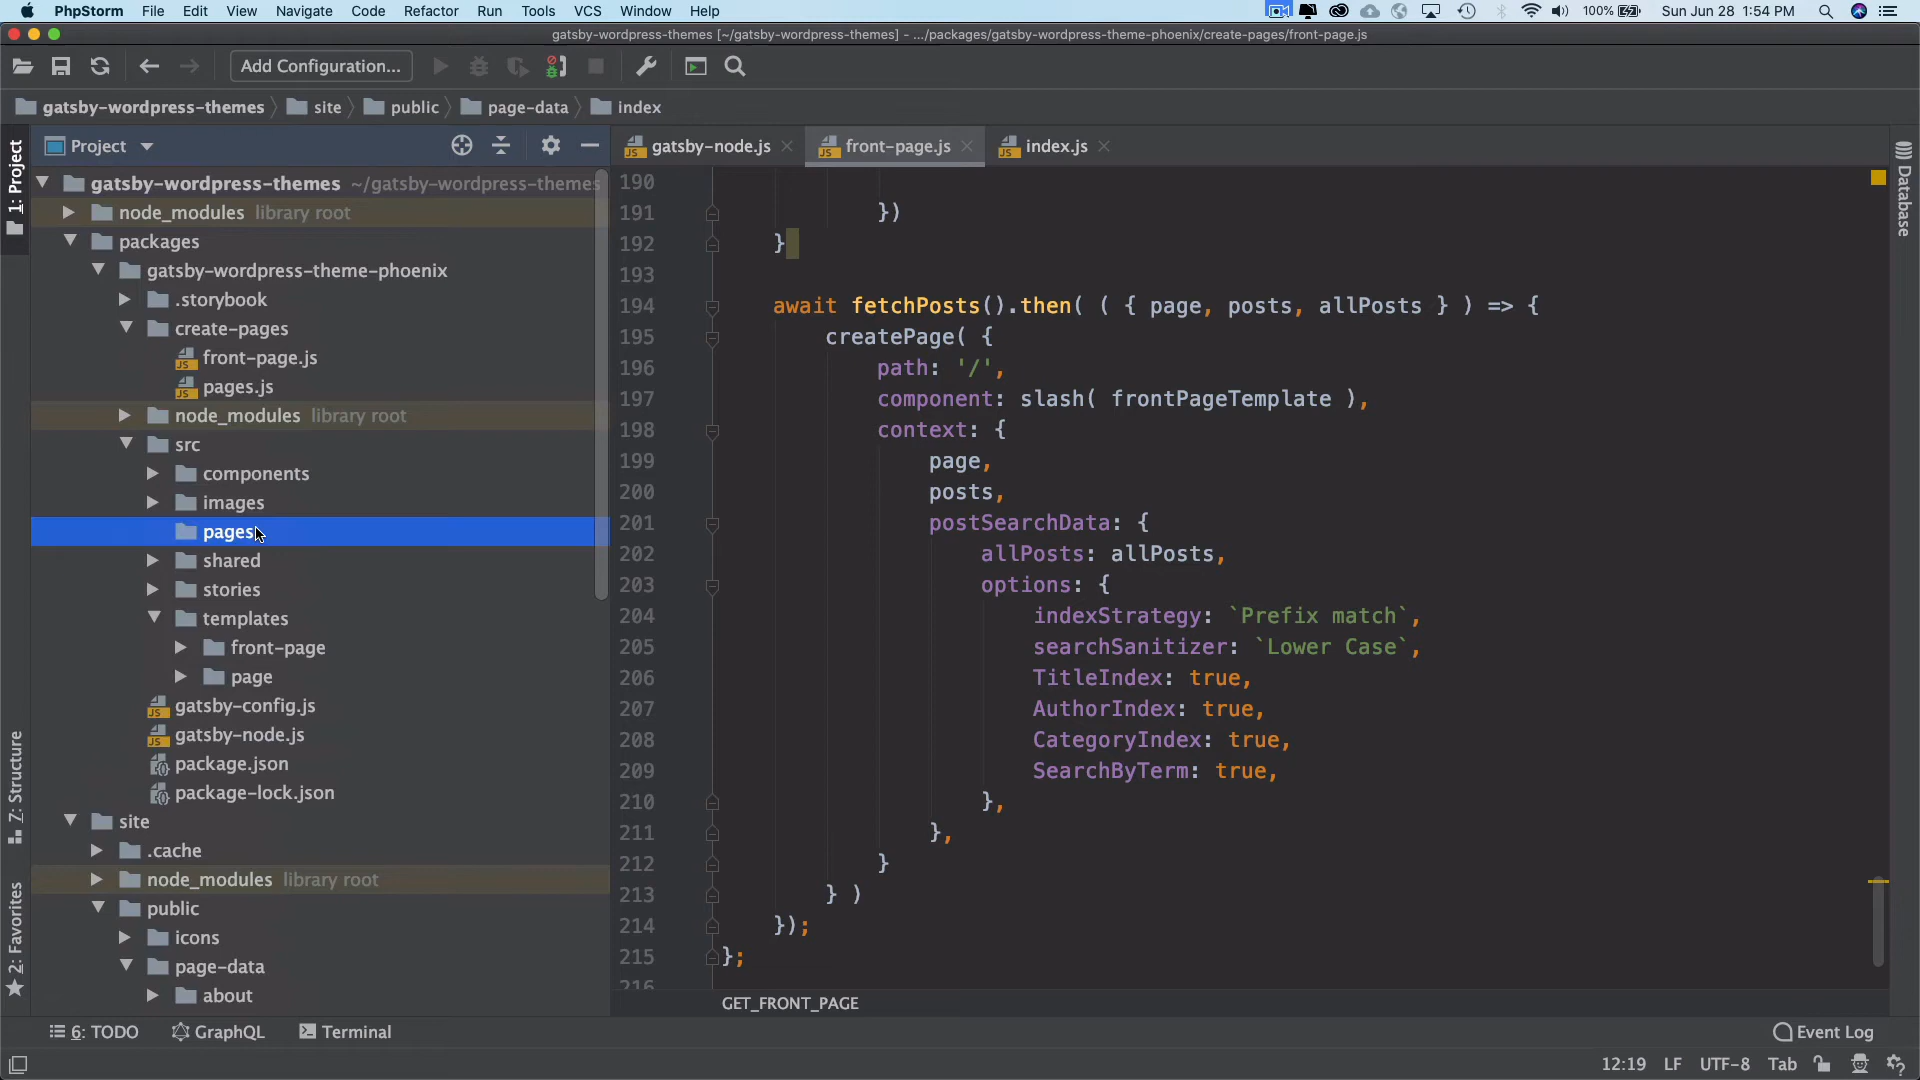 PhpStorm File Edit View Navigate Code Refactor Run Tools VCS Window Help 100% Sun Jun 28 1:54 PM
gatsby-wordpress-themes [~/gatsby-wordpress-themes] - .../packages/gatsby-wordpress-theme-phoenix/create-pages/front-page.js
Add Configuration...
gatsby-wordpress-themes site public page-data index
Project
gatsby-node.js front-page.js index.js
1: Project
Z: Structure
2: Favorites
Database
gatsby-wordpress-themes ~/gatsby-wordpress-themes
node_modules library root
packages
gatsby-wordpress-theme-phoenix
.storybook
create-pages
front-page.js
pages.js
node_modules library root
src
components
images
pages
shared
stories
templates
front-page
page
gatsby-config.js
gatsby-node.js
package.json
package-lock.json
site
.cache
node_modules library root
public
icons
page-data
about
190
191 })
192 }
193
194 await fetchPosts().then( ( { page, posts, allPosts } ) => {
195 createPage( {
196 path: '/',
197 component: slash( frontPageTemplate ),
198 context: {
199 page,
200 posts,
201 postSearchData: {
202 allPosts: allPosts,
203 options: {
204 indexStrategy: `Prefix match`,
205 searchSanitizer: `Lower Case`,
206 TitleIndex: true,
207 AuthorIndex: true,
208 CategoryIndex: true,
209 SearchByTerm: true,
210 },
211 },
212 }
213 } )
214 });
215 };
216
GET_FRONT_PAGE
6: TODO GraphQL Terminal Event Log
12:19 LF UTF-8 Tab